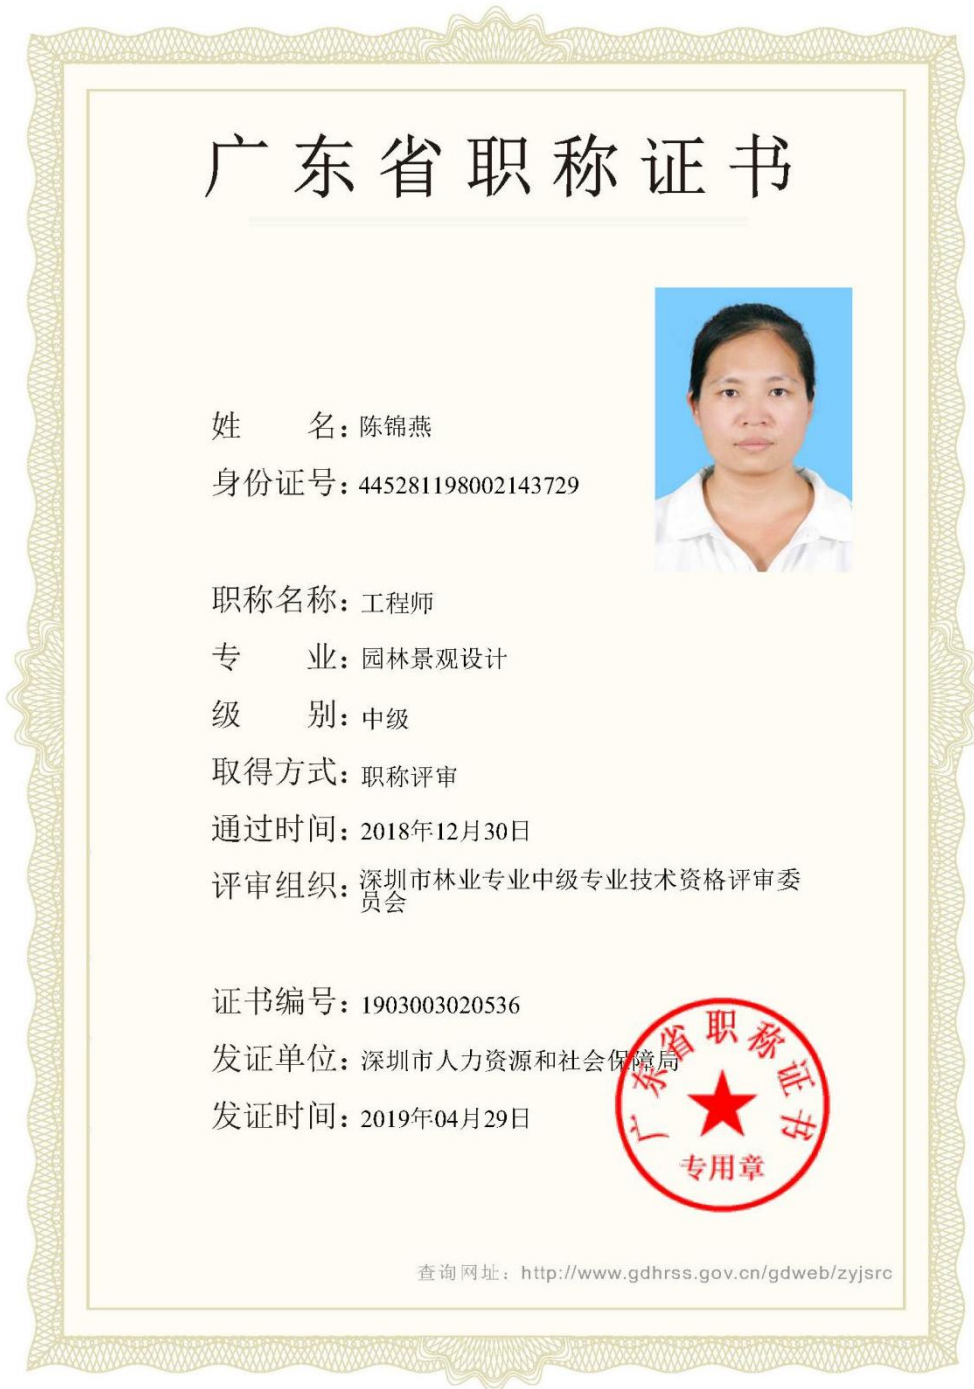 广东省职称证书
姓 名：陈锦燕
身份证号：445281198002143729
职称名称：工程师
专 业：园林景观设计
级 别：中级
取得方式：职称评审
通过时间：2018年12月30日
评审组织：深圳市林业专业中级专业技术资格评审委
员会
证书编号：1903003020536
发证单位：深圳市人力资源和社会保障局
发证时间：2019年04月29日
广东省职称证书
专用章
查询网址：http://www.gdhrss.gov.cn/gdweb/zyjsrc